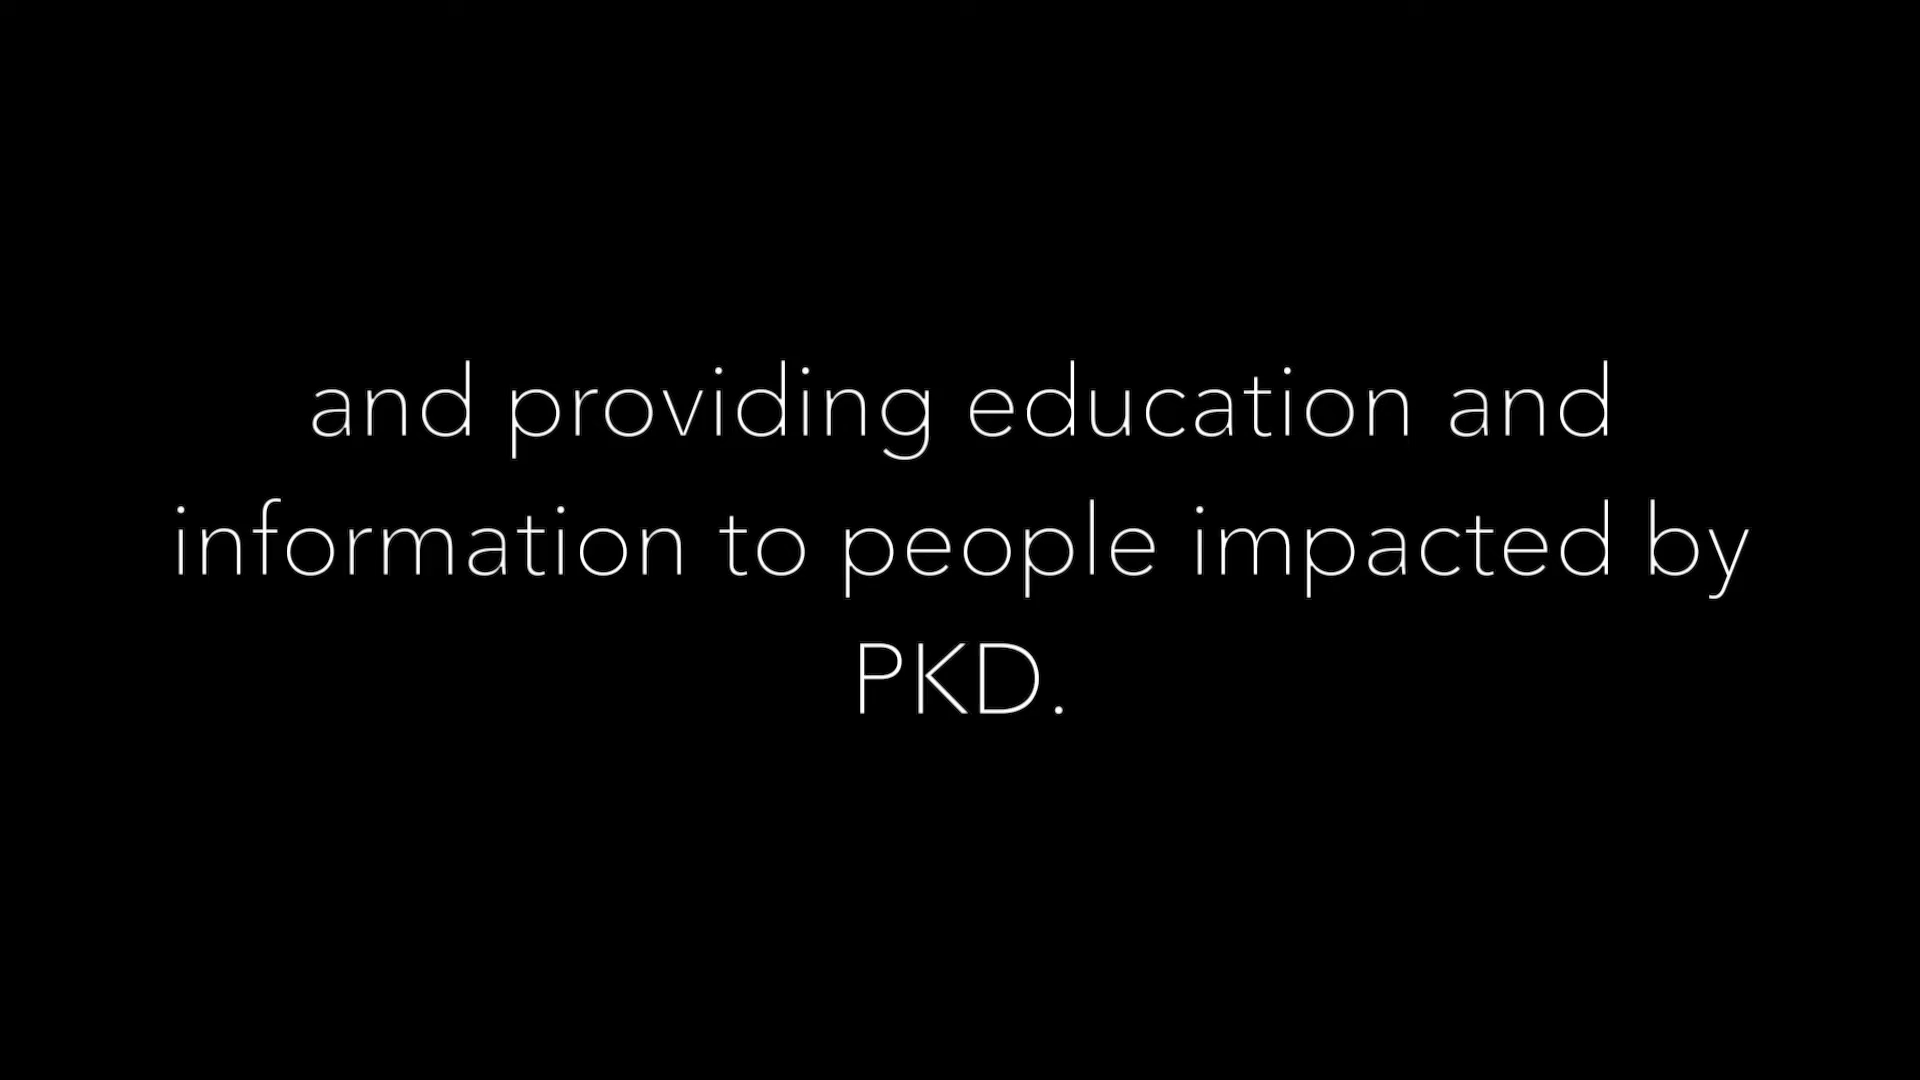 and providing education and
information to people impacted by
PKD.